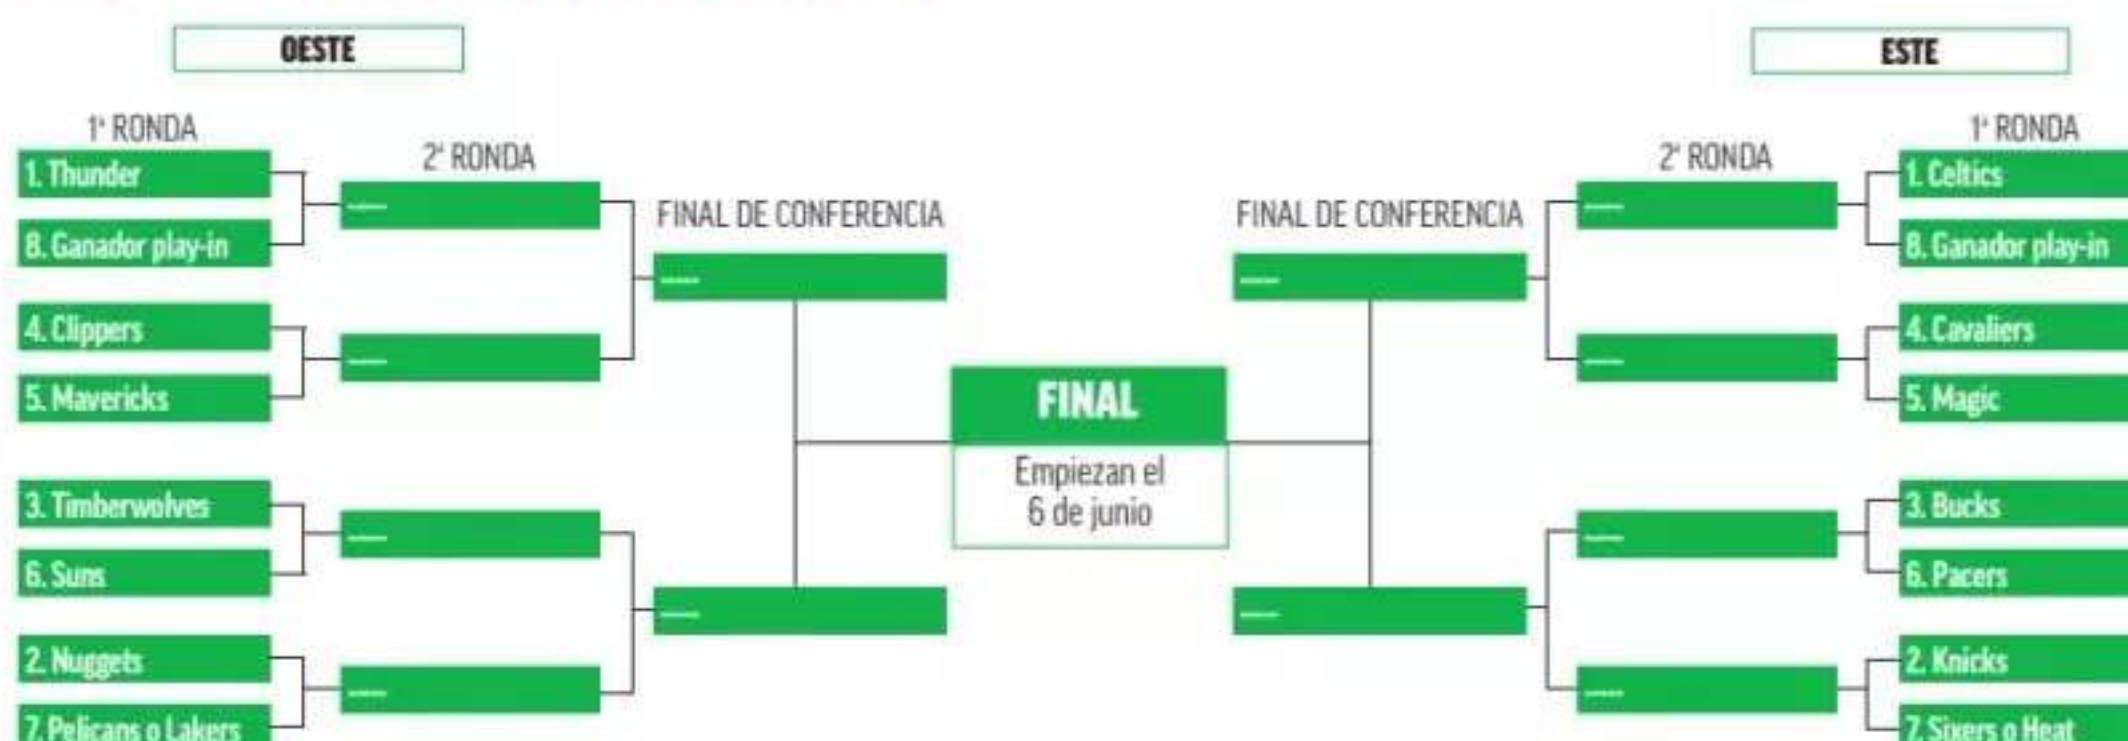 OESTE
1ª RONDA
1. Thunder
8. Ganador play-in
4. Clippers
5. Mavericks
3. Timberwolves
6. Suns
2. Nuggets
7. Pelicans o Lakers
2ª RONDA
FINAL DE CONFERENCIA
FINAL
Empiezan el
6 de junio
ESTE
FINAL DE CONFERENCIA
2ª RONDA
1ª RONDA
1. Celtics
8. Ganador play-in
4. Cavaliers
5. Magic
3. Bucks
6. Pacers
2. Knicks
7. Sixers o Heat